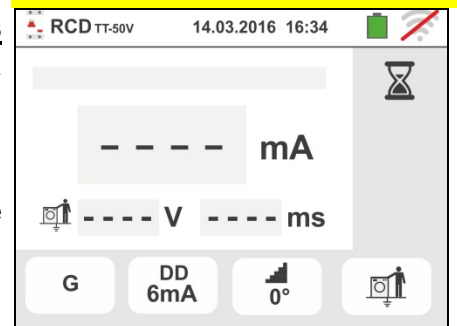 RCD TT-50V 14.03.2016 16:34
- - - - mA
- - - - V - - - - ms
G DD 6mA 0°